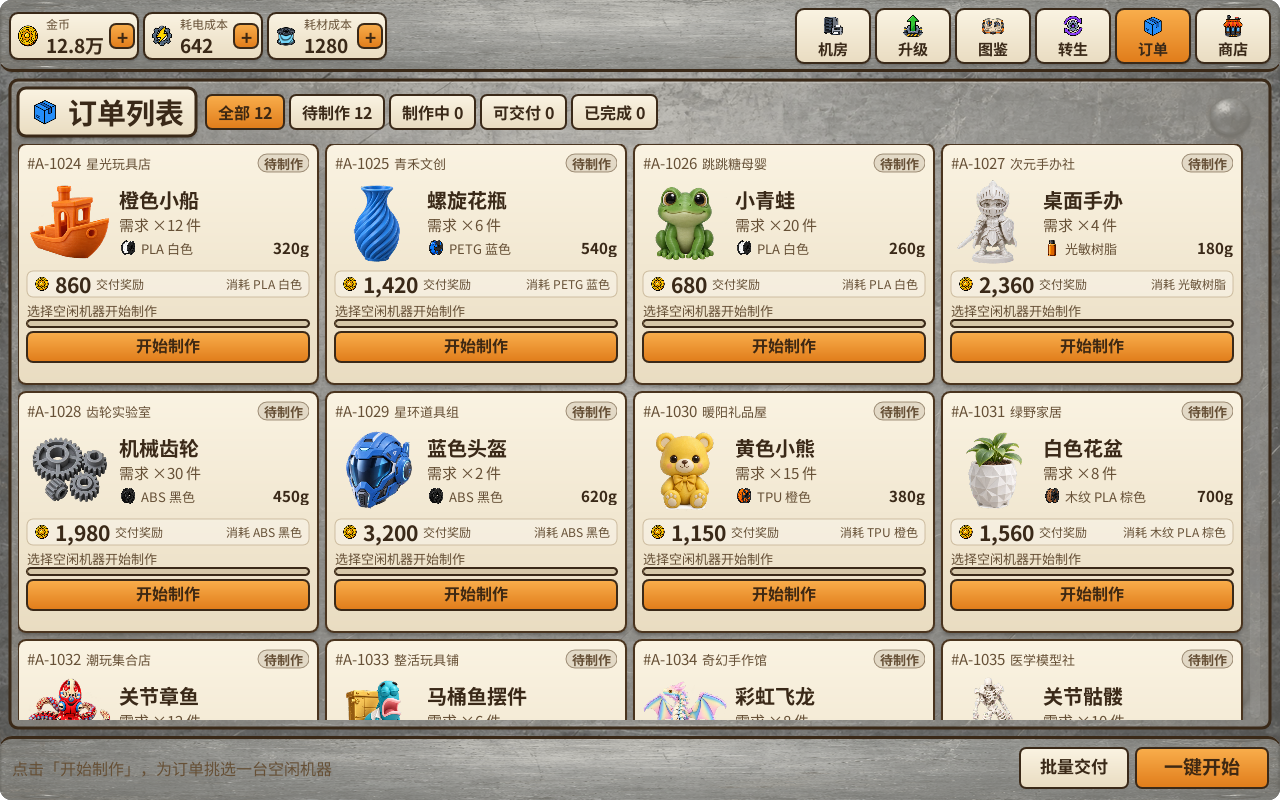 金币
12.8万
+
耗电成本
642
+
耗材成本
1280
+
机房
升级
图鉴
转生
订单
商店
订单列表
全部 12
待制作 12
制作中 0
可交付 0
已完成 0
#A-1024 星光玩具店 待制作
橙色小船
需求 ×12 件
PLA 白色 320g
860 交付奖励 消耗 PLA 白色
选择空闲机器开始制作
开始制作
#A-1025 青禾文创 待制作
螺旋花瓶
需求 ×6 件
PETG 蓝色 540g
1,420 交付奖励 消耗 PETG 蓝色
选择空闲机器开始制作
开始制作
#A-1026 跳跳糖母婴 待制作
小青蛙
需求 ×20 件
PLA 白色 260g
680 交付奖励 消耗 PLA 白色
选择空闲机器开始制作
开始制作
#A-1027 次元手办社 待制作
桌面手办
需求 ×4 件
光敏树脂 180g
2,360 交付奖励 消耗 光敏树脂
选择空闲机器开始制作
开始制作
#A-1028 齿轮实验室 待制作
机械齿轮
需求 ×30 件
ABS 黑色 450g
1,980 交付奖励 消耗 ABS 黑色
选择空闲机器开始制作
开始制作
#A-1029 星环道具组 待制作
蓝色头盔
需求 ×2 件
ABS 黑色 620g
3,200 交付奖励 消耗 ABS 黑色
选择空闲机器开始制作
开始制作
#A-1030 暖阳礼品屋 待制作
黄色小熊
需求 ×15 件
TPU 橙色 380g
1,150 交付奖励 消耗 TPU 橙色
选择空闲机器开始制作
开始制作
#A-1031 绿野家居 待制作
白色花盆
需求 ×8 件
木纹 PLA 棕色 700g
1,560 交付奖励 消耗 木纹 PLA 棕色
选择空闲机器开始制作
开始制作
#A-1032 潮玩集合店 待制作
关节章鱼
#A-1033 整活玩具铺 待制作
马桶鱼摆件
#A-1034 奇幻手作馆 待制作
彩虹飞龙
#A-1035 医学模型社 待制作
关节骷髅
点击「开始制作」，为订单挑选一台空闲机器
批量交付
一键开始